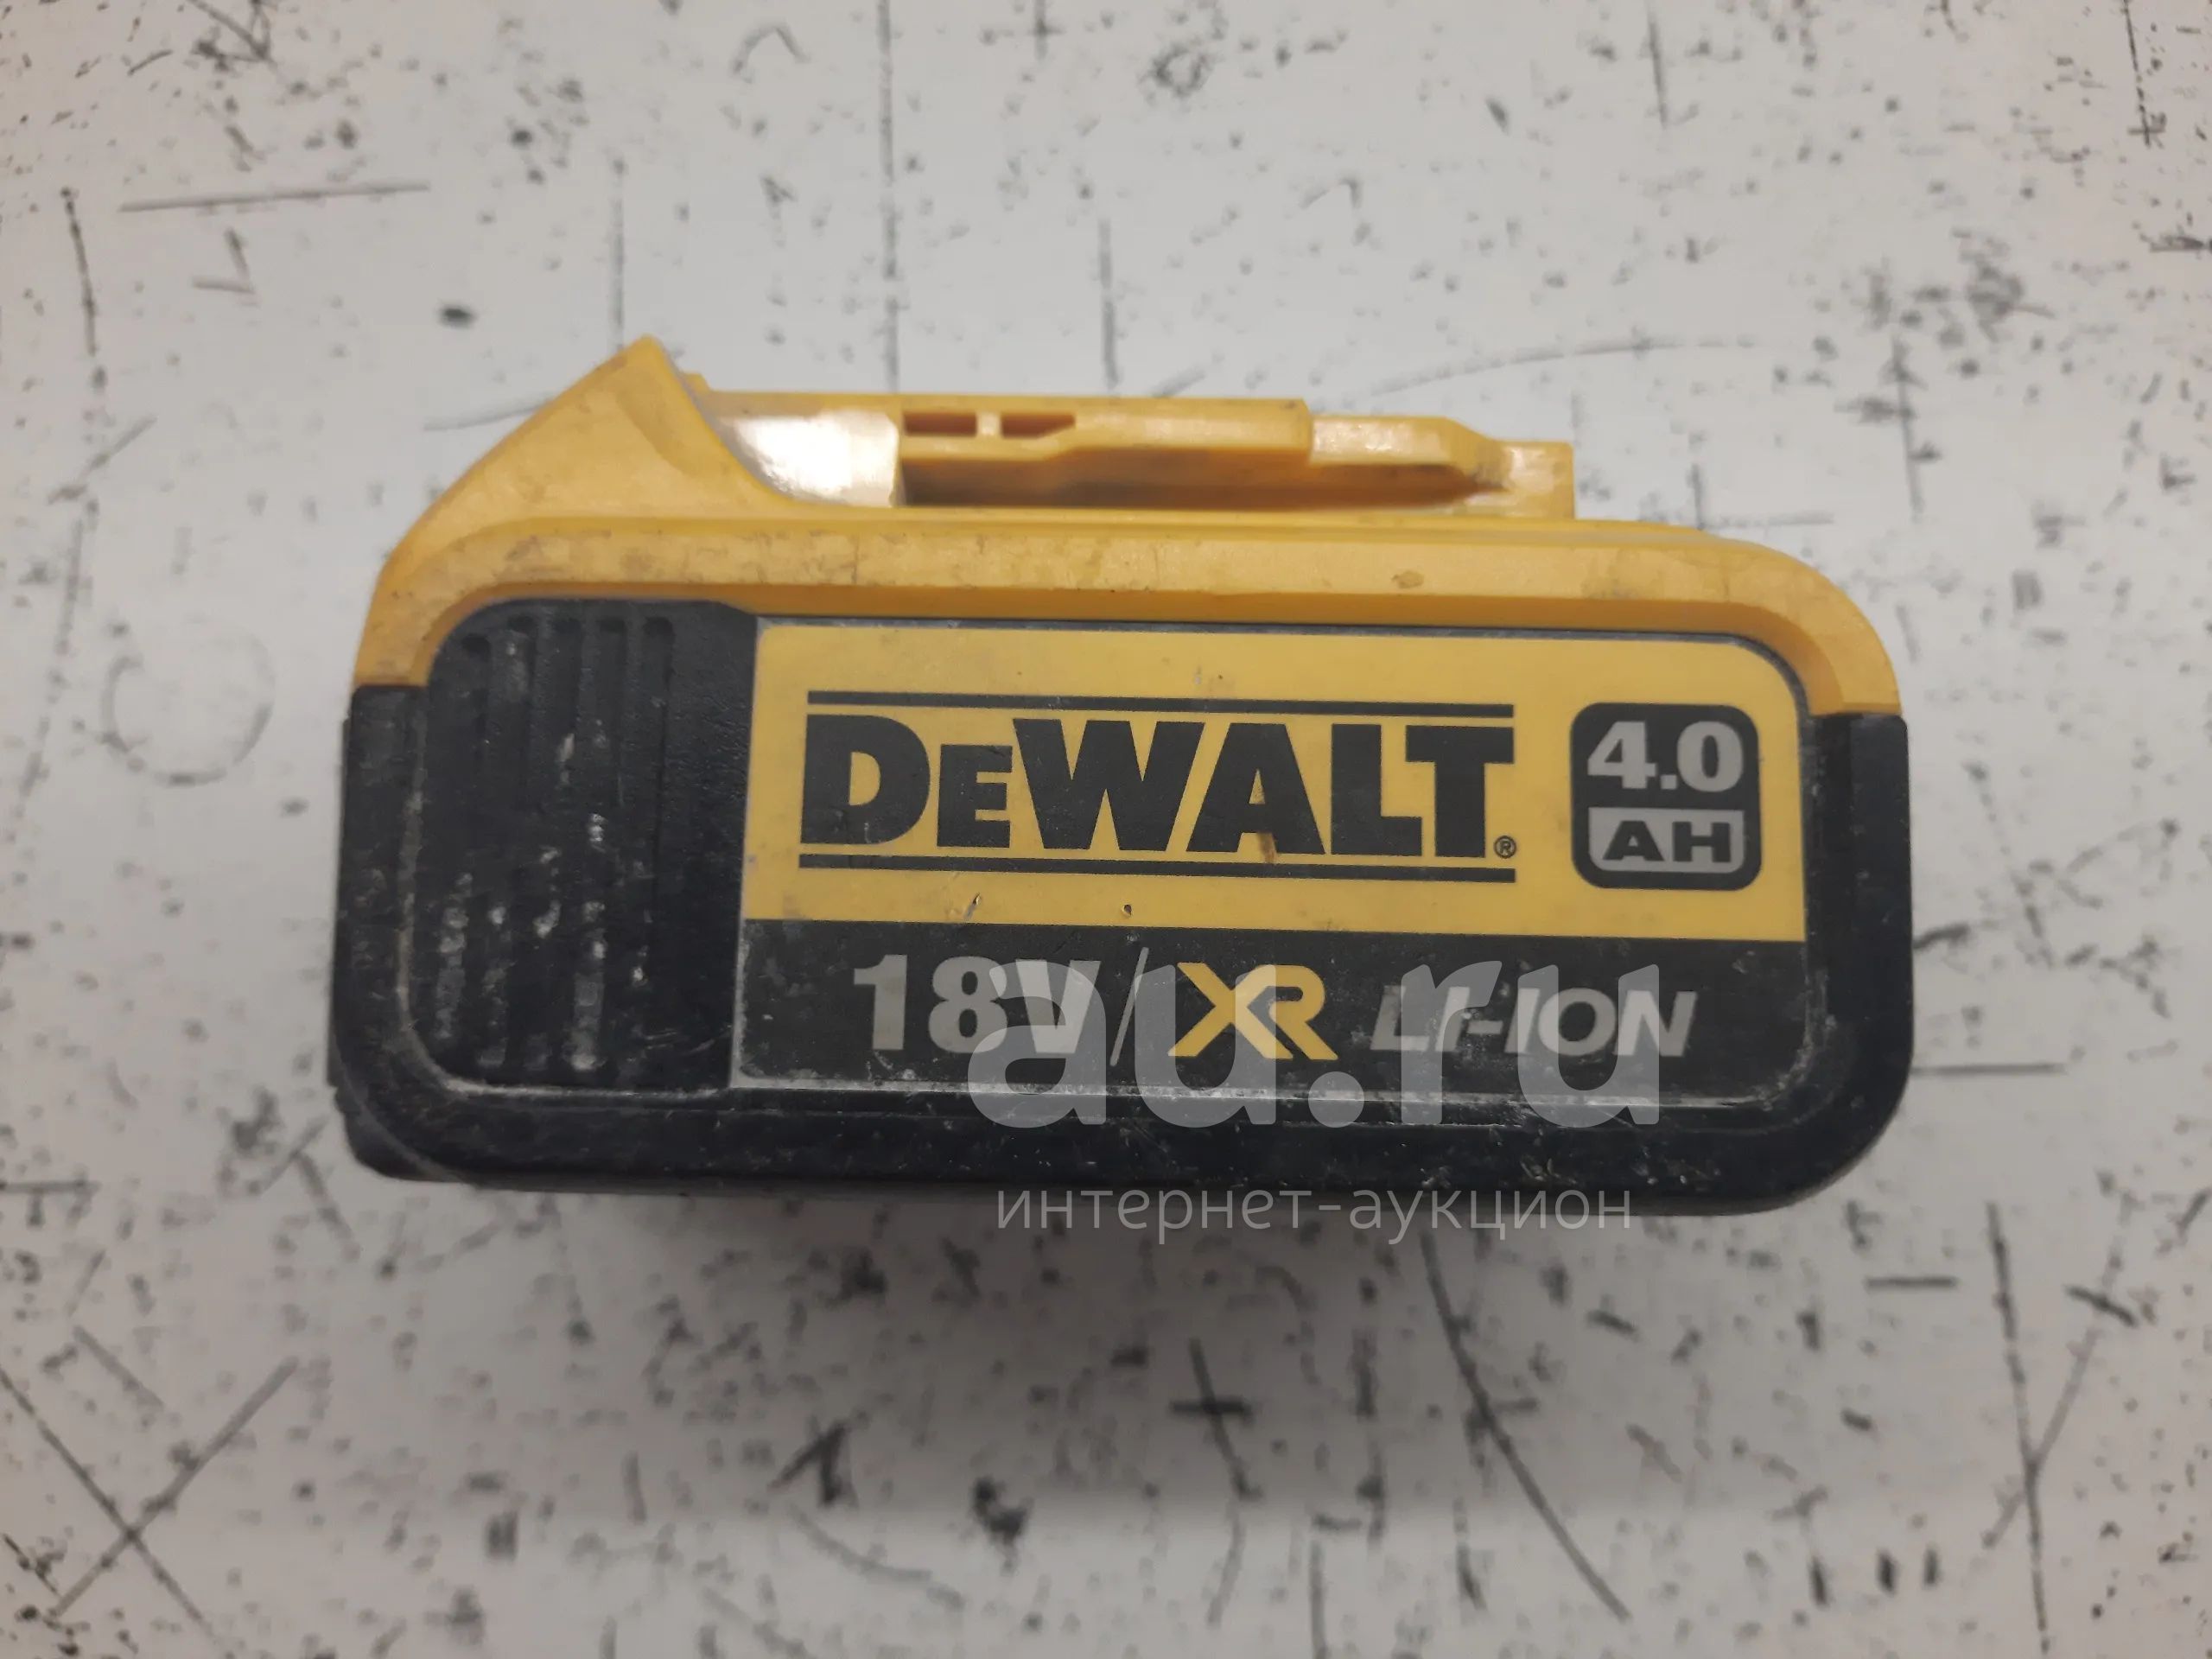 DEWALT®
4.0
AH
18V/XR LI-ION
au.ru
интернет-аукцион